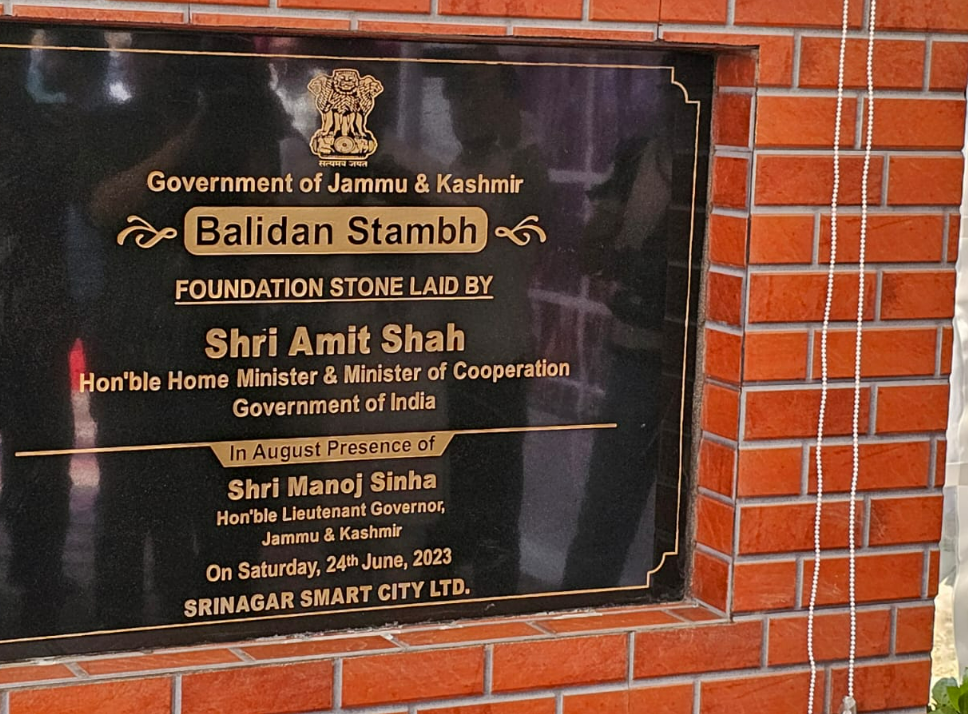 सत्यमेव जयते
Government of Jammu & Kashmir
Balidan Stambh
FOUNDATION STONE LAID BY
Shri Amit Shah
Hon'ble Home Minister & Minister of Cooperation
Government of India
In August Presence of
Shri Manoj Sinha
Hon'ble Lieutenant Governor,
Jammu & Kashmir
On Saturday, 24th June, 2023
SRINAGAR SMART CITY LTD.